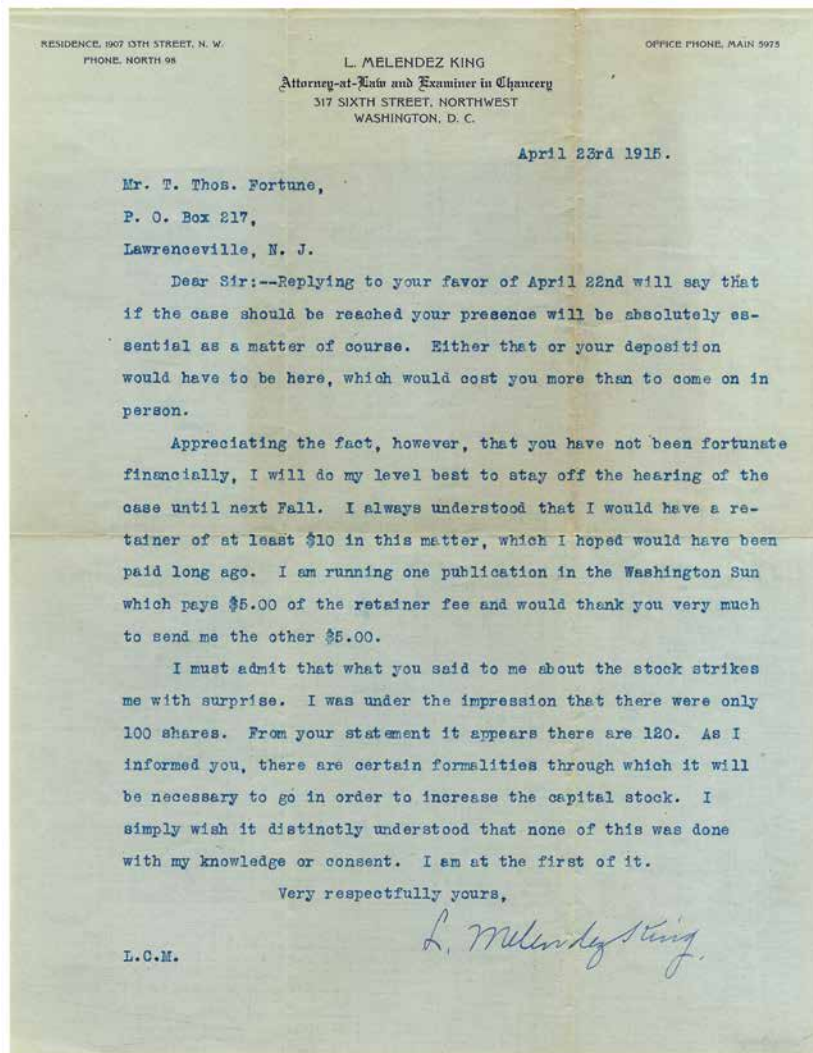 RESIDENCE, 1907 13TH STREET, N. W.
PHONE, NORTH 98
OFFICE PHONE, MAIN 5975
L. MELENDEZ KING
Attorney-at-Law and Examiner in Chancery
317 SIXTH STREET, NORTHWEST
WASHINGTON, D. C.
April 23rd 1915.
Mr. T. Thos. Fortune,
P. O. Box 217,
Lawrenceville, N. J.
Dear Sir:--Replying to your favor of April 22nd will say that
if the case should be reached your presence will be absolutely es-
sential as a matter of course. Either that or your deposition
would have to be here, which would cost you more than to come on in
person.
Appreciating the fact, however, that you have not been fortunate
financially, I will do my level best to stay off the hearing of the
case until next Fall. I always understood that I would have a re-
tainer of at least $10 in this matter, which I hoped would have been
paid long ago. I am running one publication in the Washington Sun
which pays $5.00 of the retainer fee and would thank you very much
to send me the other $5.00.
I must admit that what you said to me about the stock strikes
me with surprise. I was under the impression that there were only
100 shares. From your statement it appears there are 120. As I
informed you, there are certain formalities through which it will
be necessary to go in order to increase the capital stock. I
simply wish it distinctly understood that none of this was done
with my knowledge or consent. I am at the first of it.
Very respectfully yours,
L. Melendez King.
L.C.M.